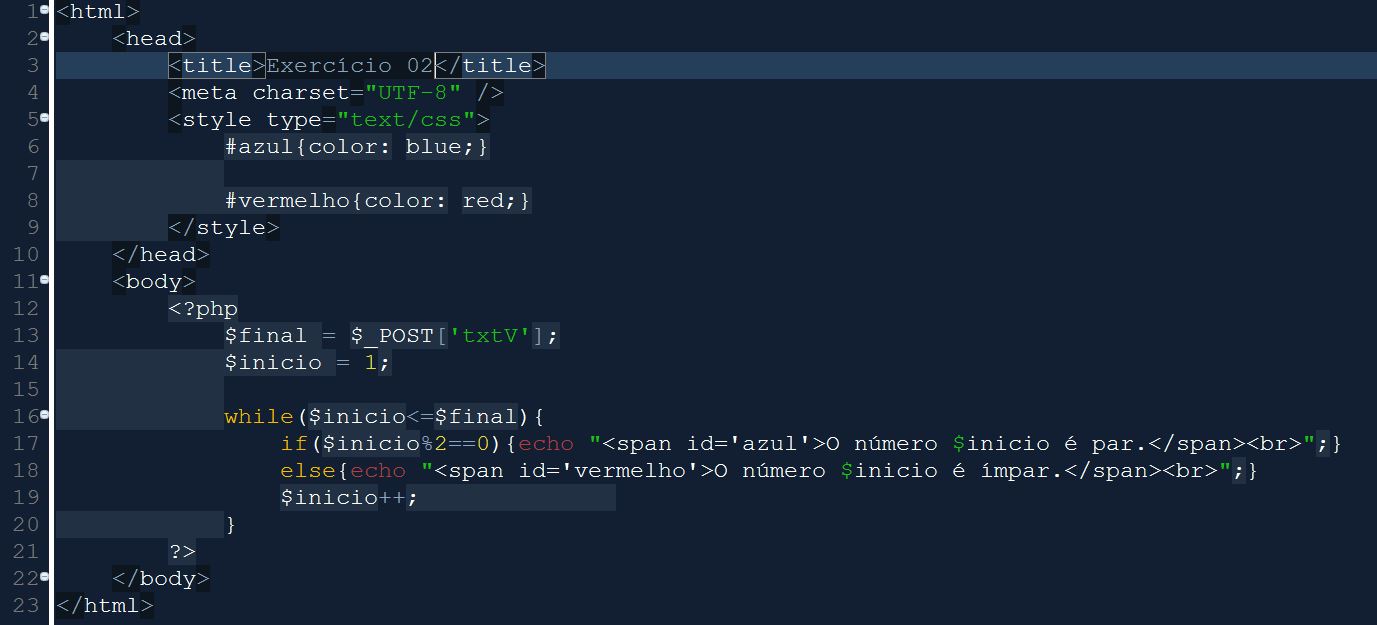 1 <html>
2 <head>
3 <title>Exercício 02</title>
4 <meta charset="UTF-8" />
5 <style type="text/css">
6 #azul{color: blue;}
7
8 #vermelho{color: red;}
9 </style>
10 </head>
11 <body>
12 <?php
13 $final = $_POST['txtV'];
14 $inicio = 1;
15
16 while($inicio<=$final){
17 if($inicio%2==0){echo "<span id='azul'>O número $inicio é par.</span><br>";}
18 else{echo "<span id='vermelho'>O número $inicio é ímpar.</span><br>";}
19 $inicio++;
20 }
21 ?>
22 </body>
23 </html>